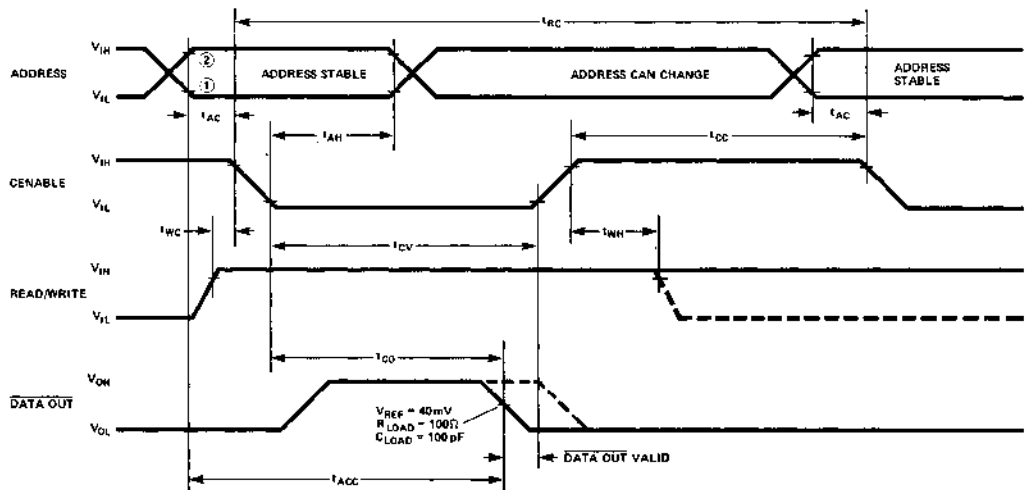 tRC
VIH
ADDRESS
VIL
② ADDRESS STABLE
①
ADDRESS CAN CHANGE
ADDRESS
STABLE
tAC
tAH
tCC
tAC
VIH
CENABLE
VIL
tWC
tCV
tWH
VIH
READ/WRITE
VIL
tCO
VOH
DATA OUT
VOL
VREF = 40mV
RLOAD = 100Ω
CLOAD = 100pF
DATA OUT VALID
tACC